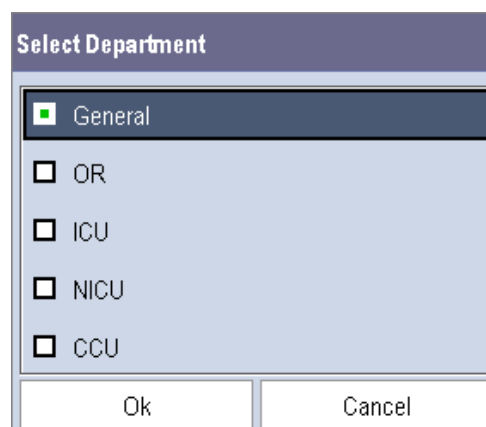 Select Department
General
OR
ICU
NICU
CCU
Ok Cancel